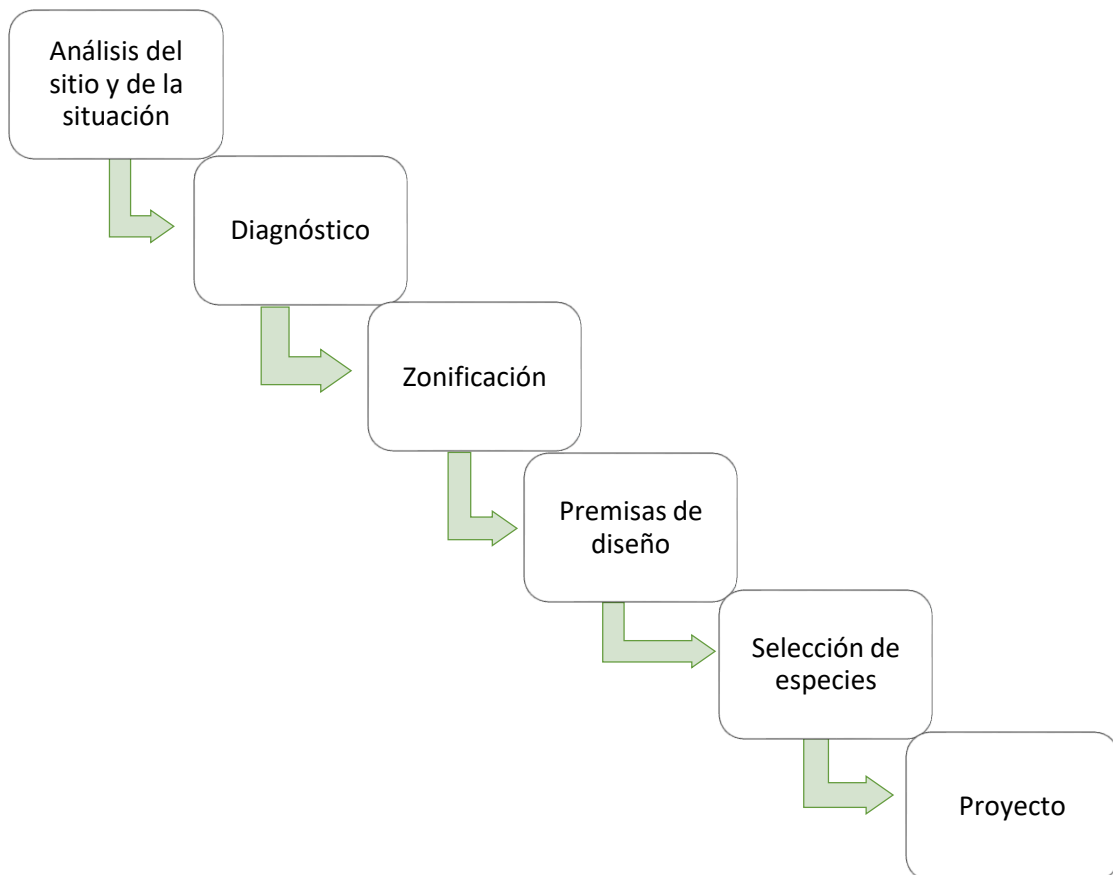 Análisis del
sitio y de la
situación
Diagnóstico
Zonificación
Premisas de
diseño
Selección de
especies
Proyecto